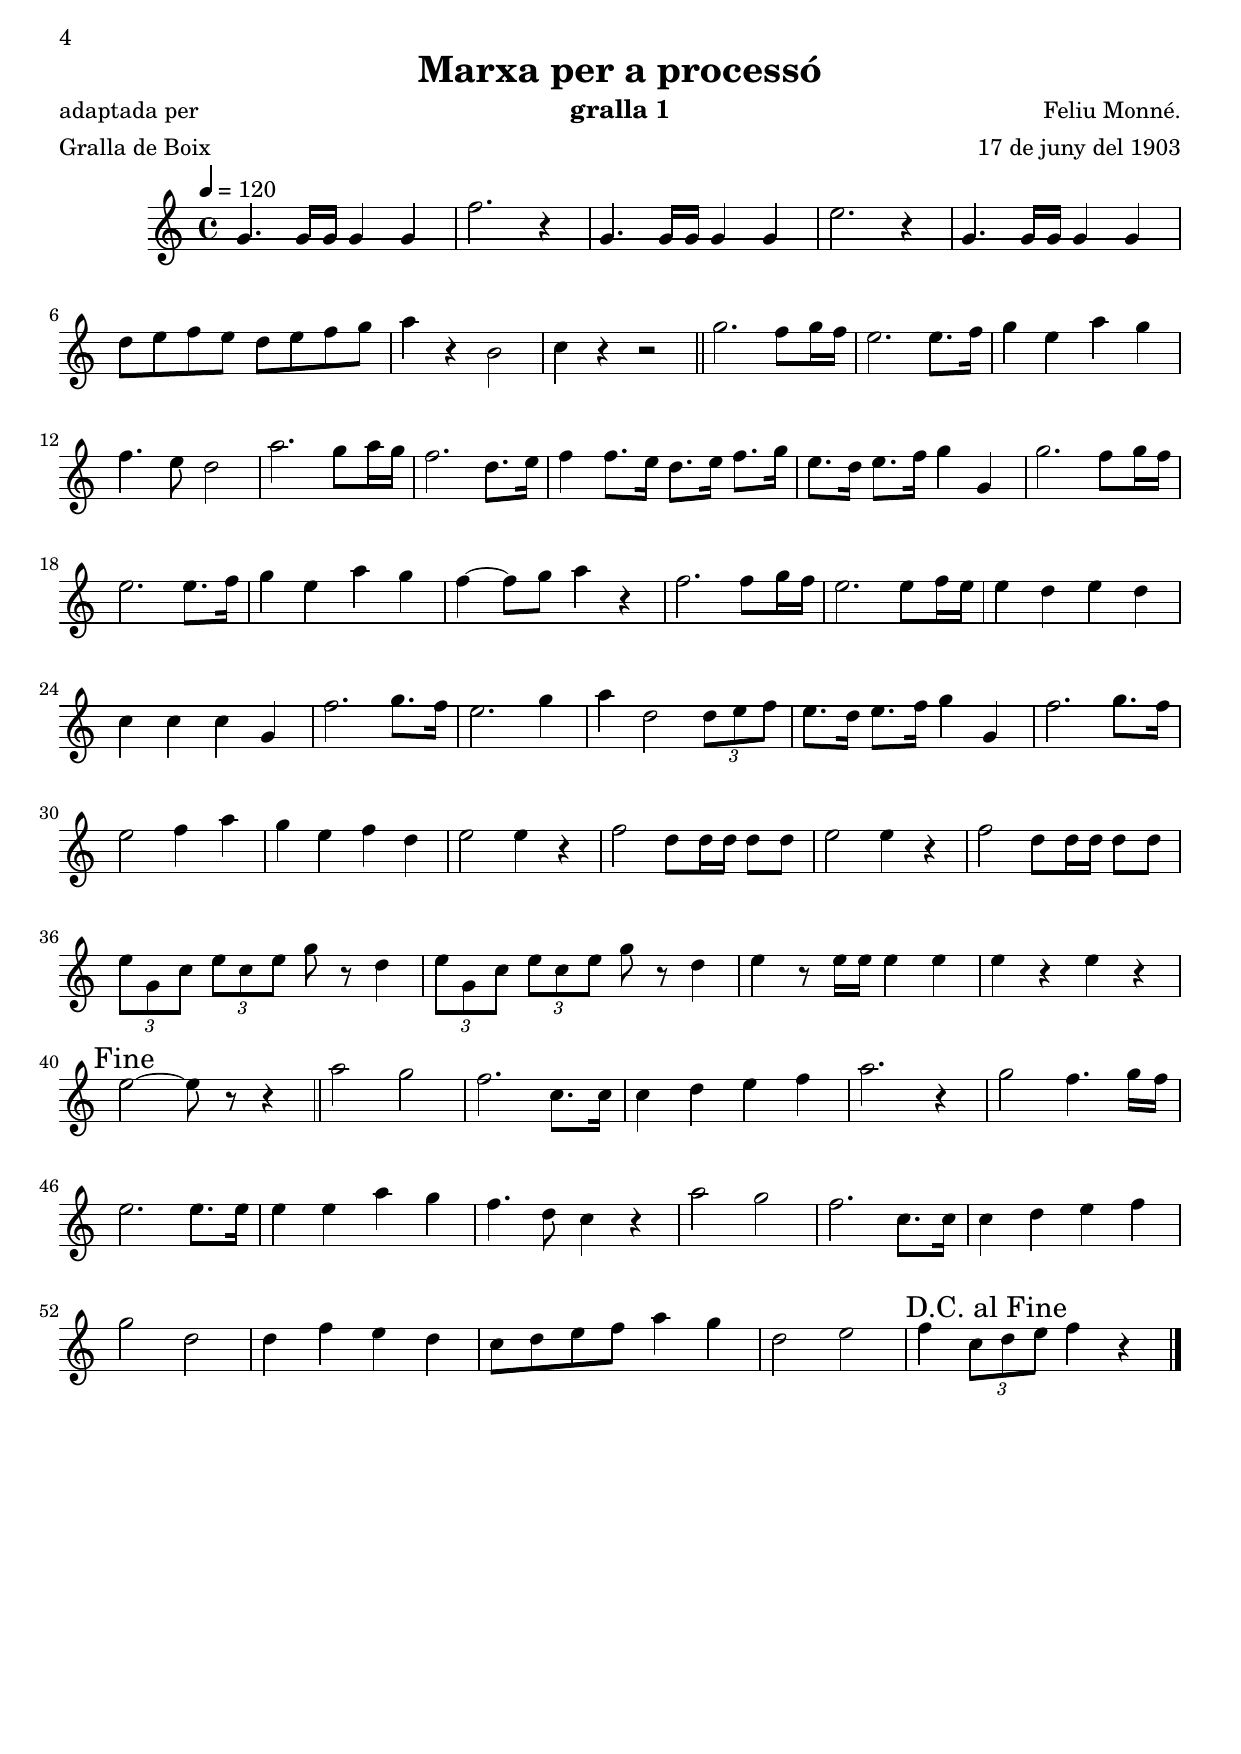 4
Marxa per a processó
adaptada per gralla 1 Feliu Monné.
Gralla de Boix 17 de juny del 1903
= 120
6
12
18
24
3
30
36
3 3 3 3
40 Fine
46
52 D.C. al Fine
3